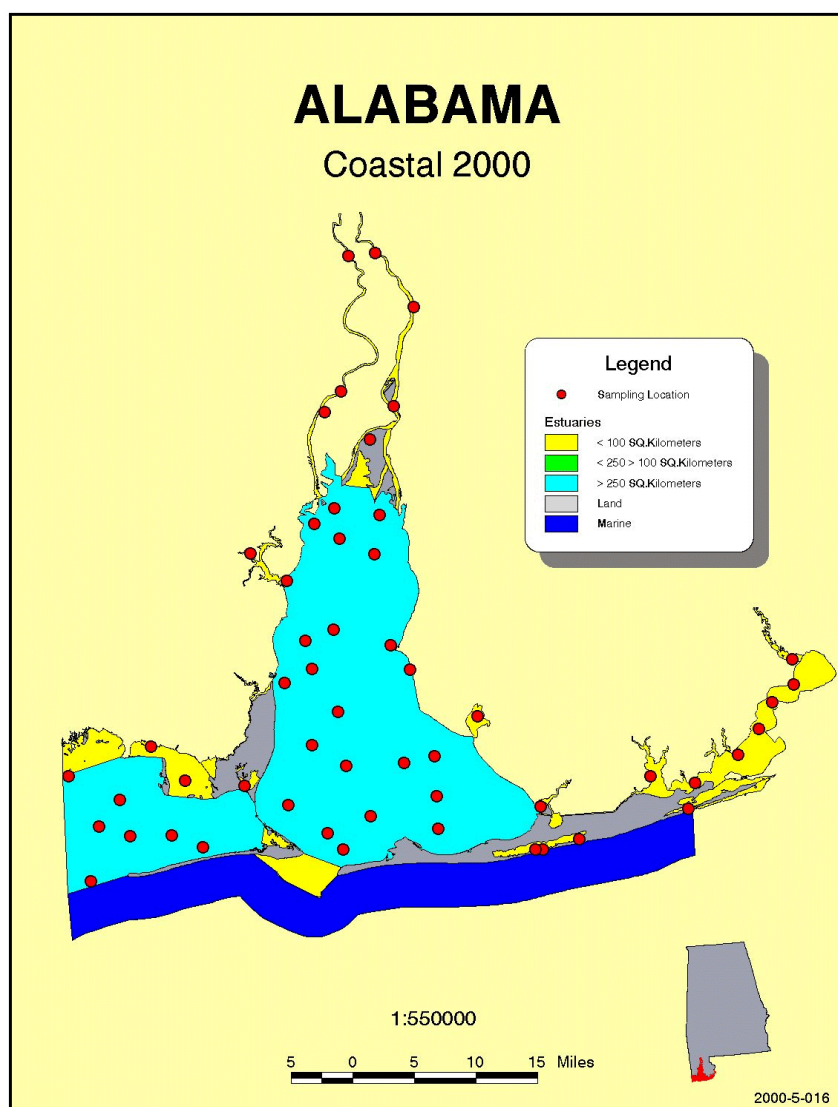 ALABAMA
Coastal 2000
Legend
Sampling Location
Estuaries
< 100 SQ.Kilometers
< 250 > 100 SQ.Kilometers
> 250 SQ.Kilometers
Land
Marine
1:550000
5 0 5 10 15 Miles
2000-5-016